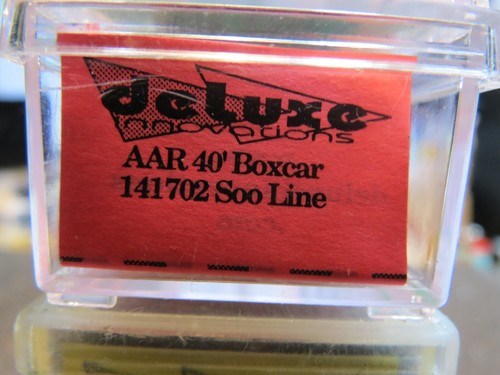 deluxe
innovations
AAR 40' Boxcar
141702 Soo Line